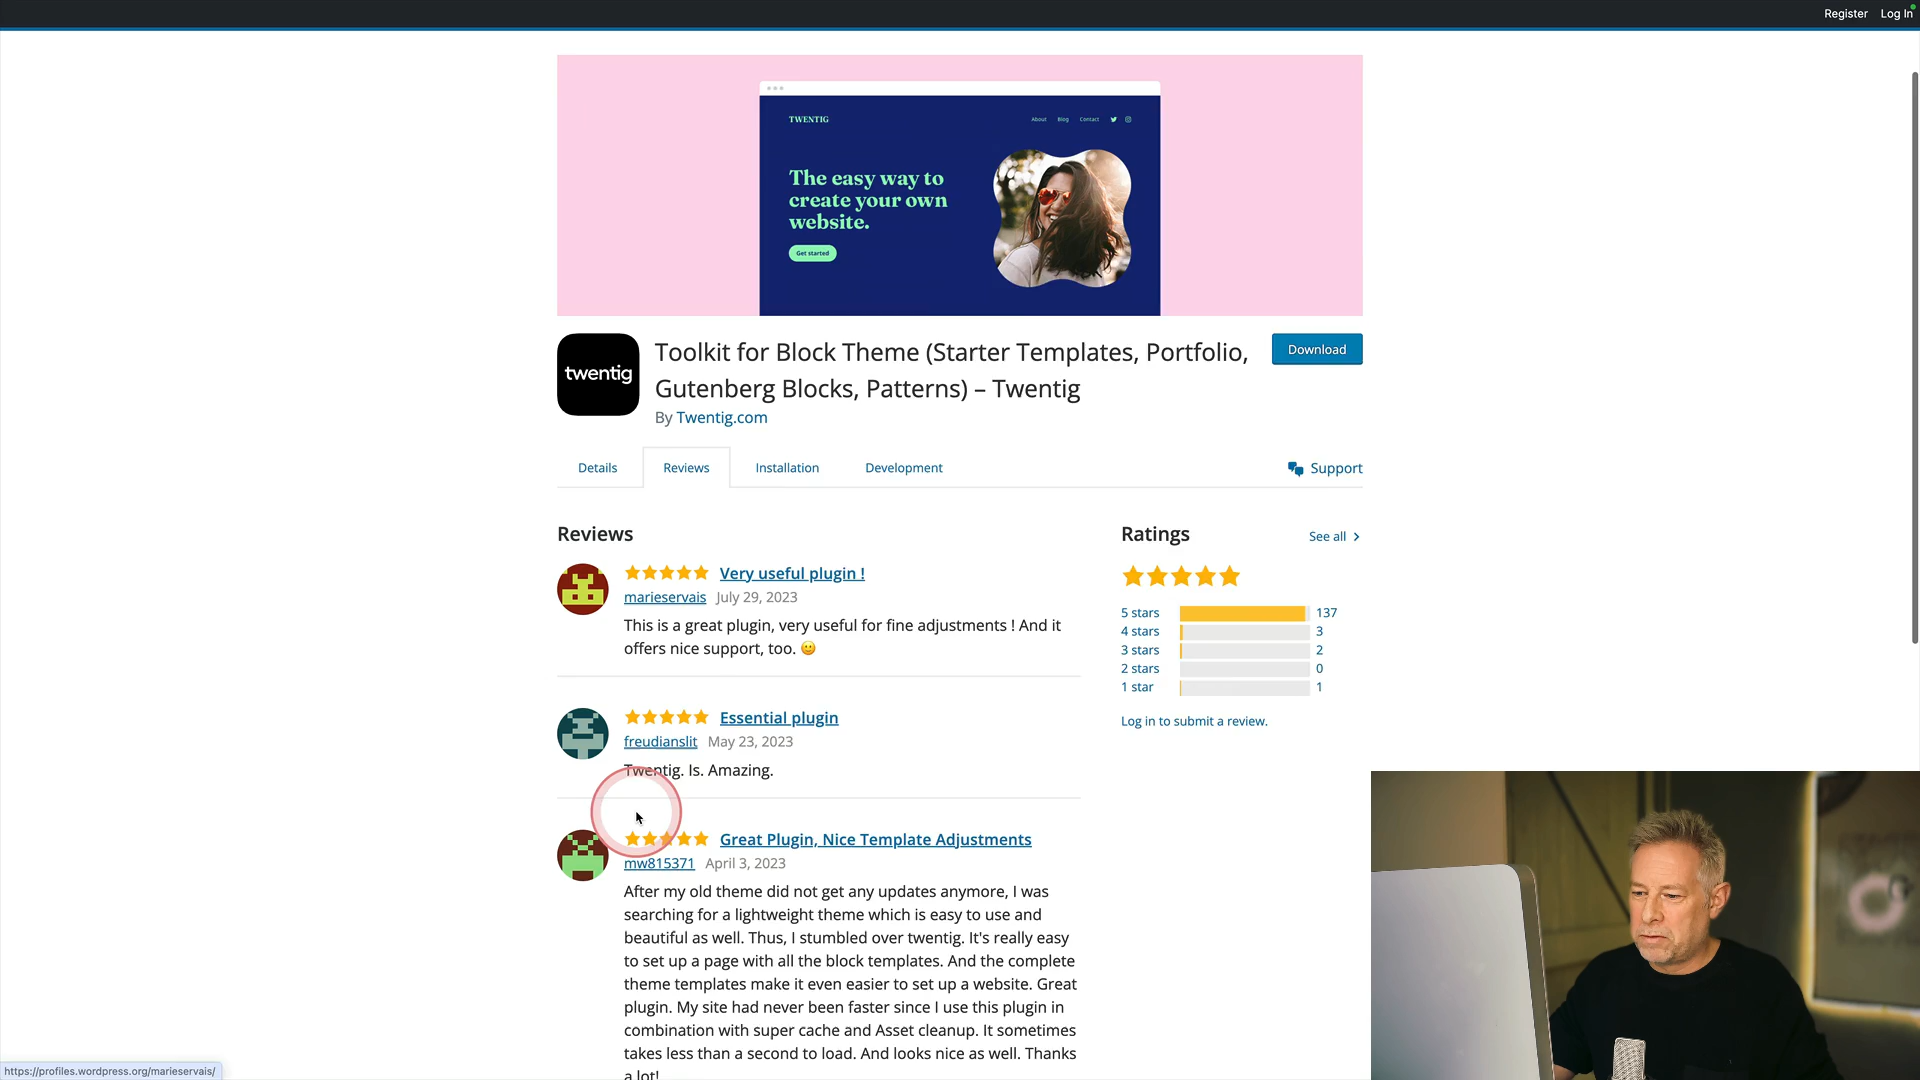 Register Log In
TWENTIG
About Blog Contact
The easy way to
create your own
website.
Get started
twentig
Toolkit for Block Theme (Starter Templates, Portfolio,
Gutenberg Blocks, Patterns) – Twentig
Download
By Twentig.com
Details Reviews Installation Development
Support
Reviews
Very useful plugin !
marieservais July 29, 2023
This is a great plugin, very useful for fine adjustments ! And it
offers nice support, too. 🙂
Essential plugin
freudianslit May 23, 2023
Twentig. Is. Amazing.
Great Plugin, Nice Template Adjustments
mw815371 April 3, 2023
After my old theme did not get any updates anymore, I was
searching for a lightweight theme which is easy to use and
beautiful as well. Thus, I stumbled over twentig. It's really easy
to set up a page with all the block templates. And the complete
theme templates make it even easier to set up a website. Great
plugin. My site had never been faster since I use this plugin in
combination with super cache and Asset cleanup. It sometimes
takes less than a second to load. And looks nice as well. Thanks
a lot!
Ratings
See all
5 stars 137
4 stars 3
3 stars 2
2 stars 0
1 star 1
Log in to submit a review.
https://profiles.wordpress.org/marieservais/